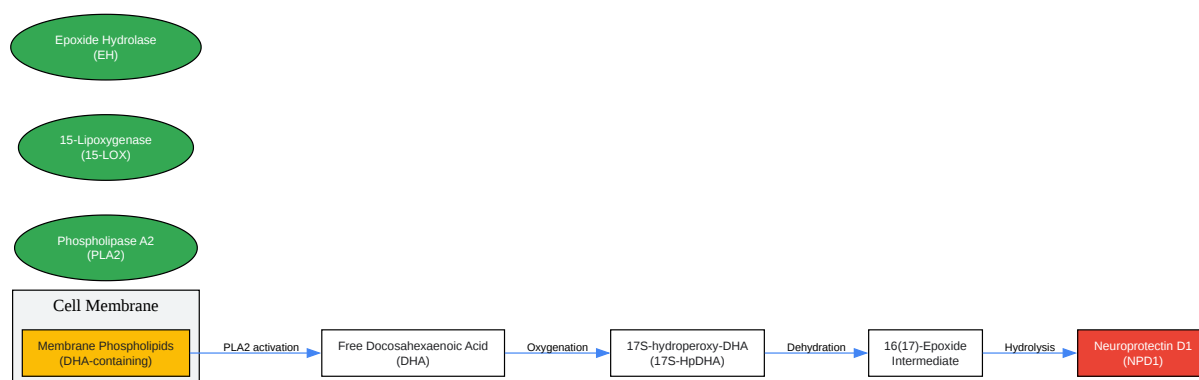 Epoxide Hydrolase
(EH)
15-Lipoxygenase
(15-LOX)
Phospholipase A2
(PLA2)
Cell Membrane
Membrane Phospholipids
(DHA-containing)
PLA2 activation
Free Docosahexaenoic Acid
(DHA)
Oxygenation
17S-hydroperoxy-DHA
(17S-HpDHA)
Dehydration
16(17)-Epoxide
Intermediate
Hydrolysis
Neuroprotectin D1
(NPD1)